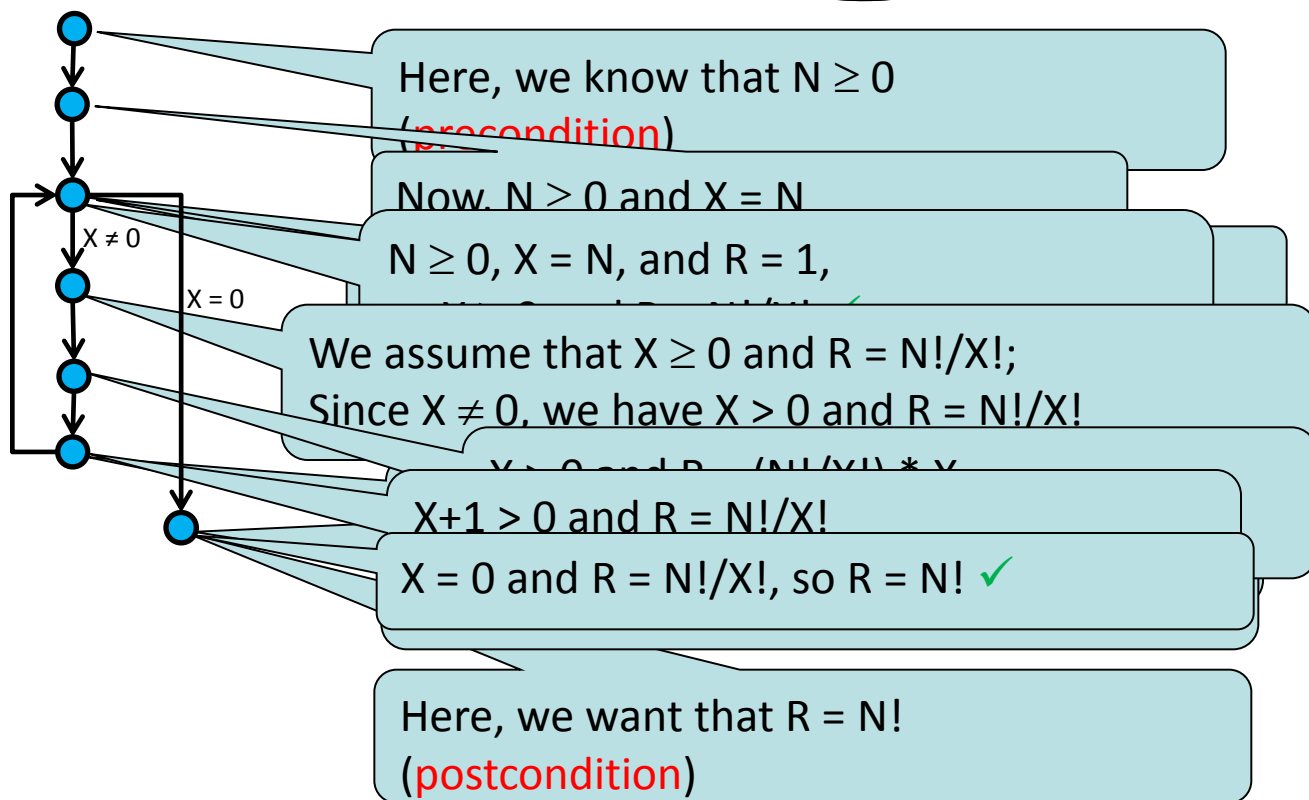 Here, we know that N ≥ 0
(precondition)
Now, N ≥ 0 and X = N
X ≠ 0
N ≥ 0, X = N, and R = 1,
X = 0
We assume that X ≥ 0 and R = N!/X!;
Since X ≠ 0, we have X > 0 and R = N!/X!
X+1 > 0 and R = N!/X!
X = 0 and R = N!/X!, so R = N! ✓
Here, we want that R = N!
(postcondition)